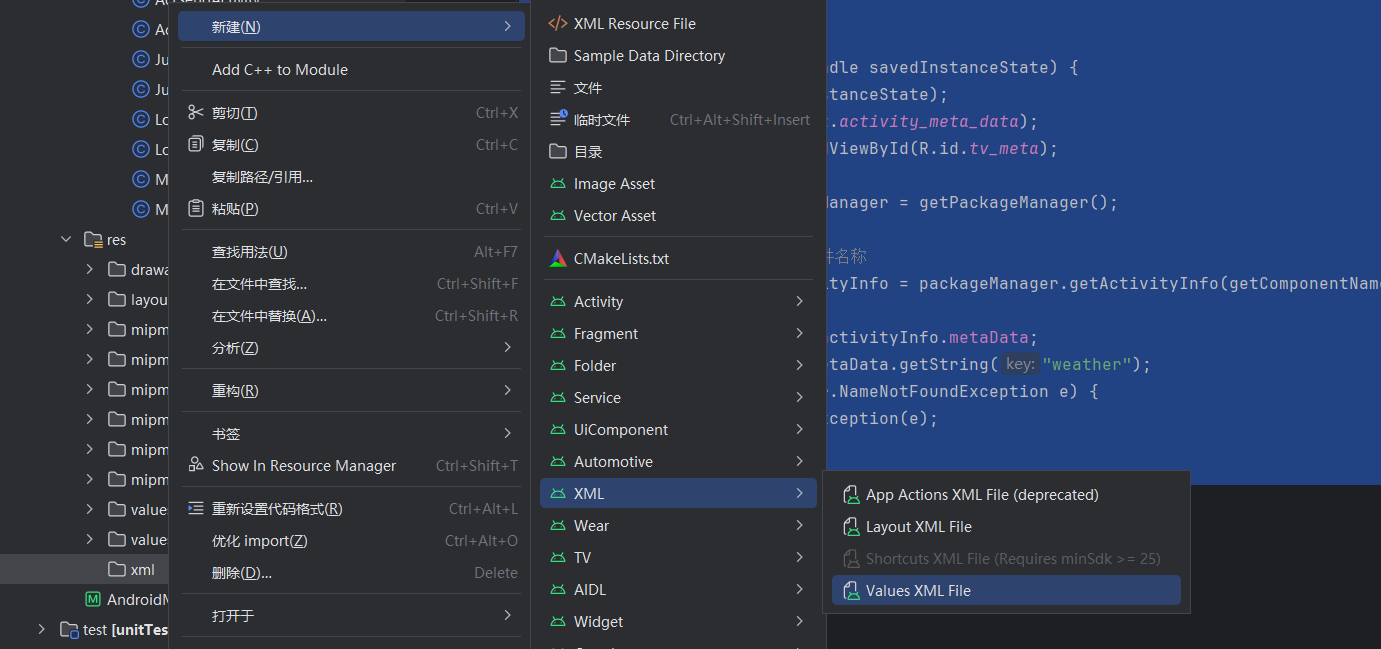 新建(N)
Add C++ to Module
剪切(T) Ctrl+X
复制(C) Ctrl+C
复制路径/引用...
粘贴(P) Ctrl+V
查找用法(U) Alt+F7
在文件中查找... Ctrl+Shift+F
在文件中替换(A)... Ctrl+Shift+R
分析(Z)
重构(R)
书签
Show In Resource Manager Ctrl+Shift+T
重新设置代码格式(R) Ctrl+Alt+L
优化 import(Z) Ctrl+Alt+O
删除(D)... Delete
打开于
XML Resource File
Sample Data Directory
文件
临时文件 Ctrl+Alt+Shift+Insert
目录
Image Asset
Vector Asset
CMakeLists.txt
Activity
Fragment
Folder
Service
UiComponent
Automotive
XML
Wear
TV
AIDL
Widget
App Actions XML File (deprecated)
Layout XML File
Shortcuts XML File (Requires minSdk >= 25)
Values XML File
Ac
Ju
Ju
Lo
Lo
M
M
res
drawa
layou
mipm
mipm
mipm
mipm
mipm
mipm
value
value
xml
AndroidM
test [unitTes
dle savedInstanceState) {
tanceState);
.activity_meta_data);
dViewById(R.id.tv_meta);
Manager = getPackageManager();
件名称
ityInfo = packageManager.getActivityInfo(getComponentName
ctivityInfo.metaData;
taData.getString( key: "weather");
.NameNotFoundException e) {
ception(e);